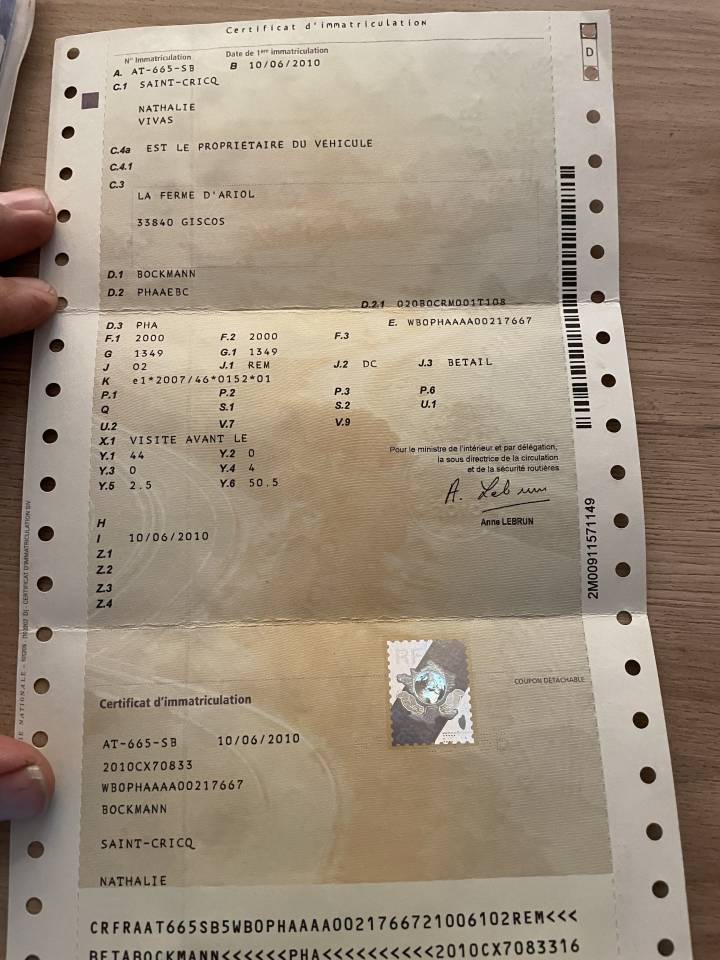 Certificat d'immatriculation
N° Immatriculation Date de 1ère immatriculation
A. AT-665-SB B 10/06/2010
D
C.1 SAINT-CRICQ
NATHALIE
VIVAS
C.4a EST LE PROPRIETAIRE DU VEHICULE
C.4.1
C.3
LA FERME D'ARIOL
33840 GISCOS
D.1 BOCKMANN
D.2 PHAAEBC
D.2.1 020B0CRM001T108
D.3 PHA E. WB0PHAAAA00217667
F.1 2000 F.2 2000 F.3
G 1349 G.1 1349
J 02 J.1 REM J.2 DC J.3 BETAIL
K e1*2007/46*0152*01
P.1 P.2 P.3 P.6
Q S.1 S.2 U.1
U.2 V.7 V.9
X.1 VISITE AVANT LE
Y.1 44 Y.2 0
Y.3 0 Y.4 4
Y.5 2.5 Y.6 50.5
Pour le ministre de l'intérieur et par délégation,
la sous directrice de la circulation
et de la sécurité routières
A. Lebrun
Anne LEBRUN
H
I 10/06/2010
Z.1
Z.2
Z.3
Z.4
2M00911571149
RF
COUPON DETACHABLE
Certificat d'immatriculation
AT-665-SB 10/06/2010
2010CX70833
WB0PHAAAA00217667
BOCKMANN
SAINT-CRICQ
NATHALIE
CRFRAAT665SB5WB0PHAAAA0021766721006102REM<<<
BETABOCKMANN<<<<<<PHA<<<<<<<<<<2010CX7083316